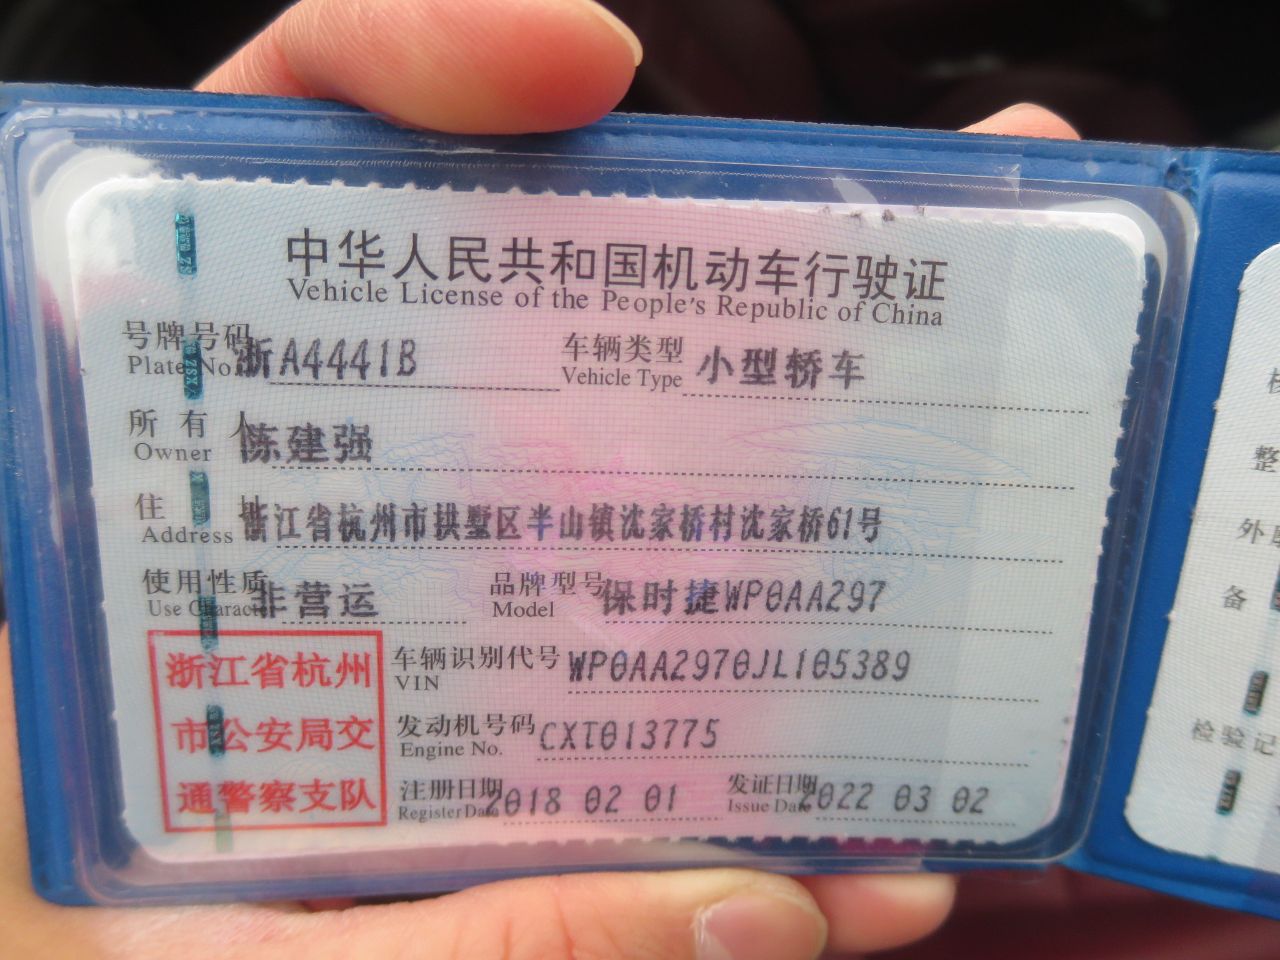 中华人民共和国机动车行驶证
Vehicle License of the People's Republic of China
号牌号码 浙A4441B 车辆类型 小型轿车
Plate No. Vehicle Type
所有人 陈建强
Owner
住址 浙江省杭州市拱墅区半山镇沈家桥村沈家桥61号
Address
使用性质 非营运 品牌型号 保时捷WP0AA297
Use Character Model
浙江省杭州
市公安局交
通警察支队
车辆识别代号 WP0AA2970JL105389
VIN
发动机号码 CXT013775
Engine No.
注册日期 2018 02 01 发证日期 2022 03 02
Register Date Issue Date
整
外
备
检验记